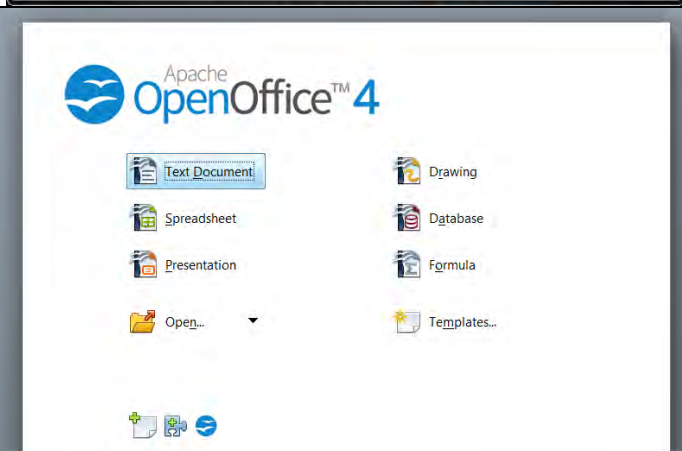 Apache
OpenOffice™ 4
Text Document
Drawing
Spreadsheet
Database
Presentation
Formula
Open...
Templates...